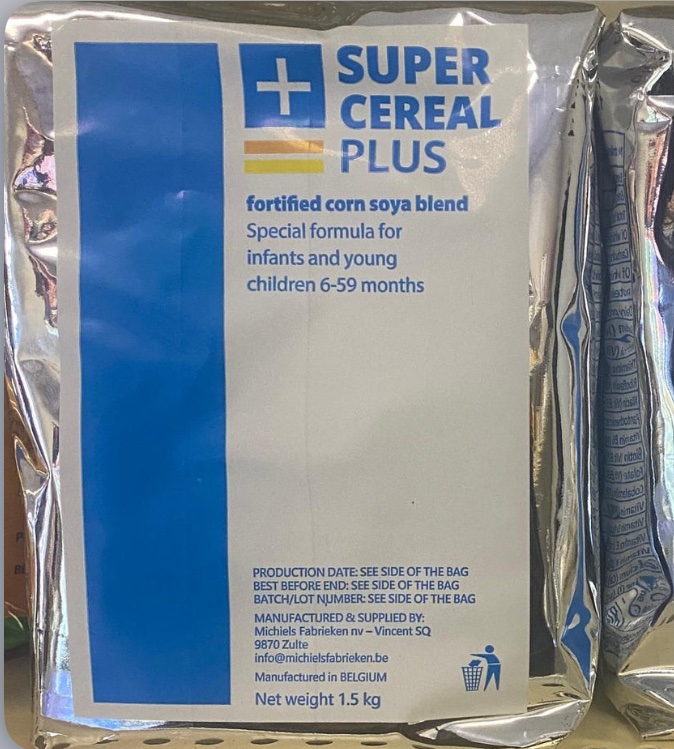 SUPER
CEREAL
PLUS
fortified corn soya blend
Special formula for
infants and young
children 6-59 months
PRODUCTION DATE: SEE SIDE OF THE BAG
BEST BEFORE END: SEE SIDE OF THE BAG
BATCH/LOT NUMBER: SEE SIDE OF THE BAG
MANUFACTURED & SUPPLIED BY:
Michiels Fabrieken nv – Vincent SQ
9870 Zulte
info@michielsfabrieken.be
Manufactured in BELGIUM
Net weight 1.5 kg